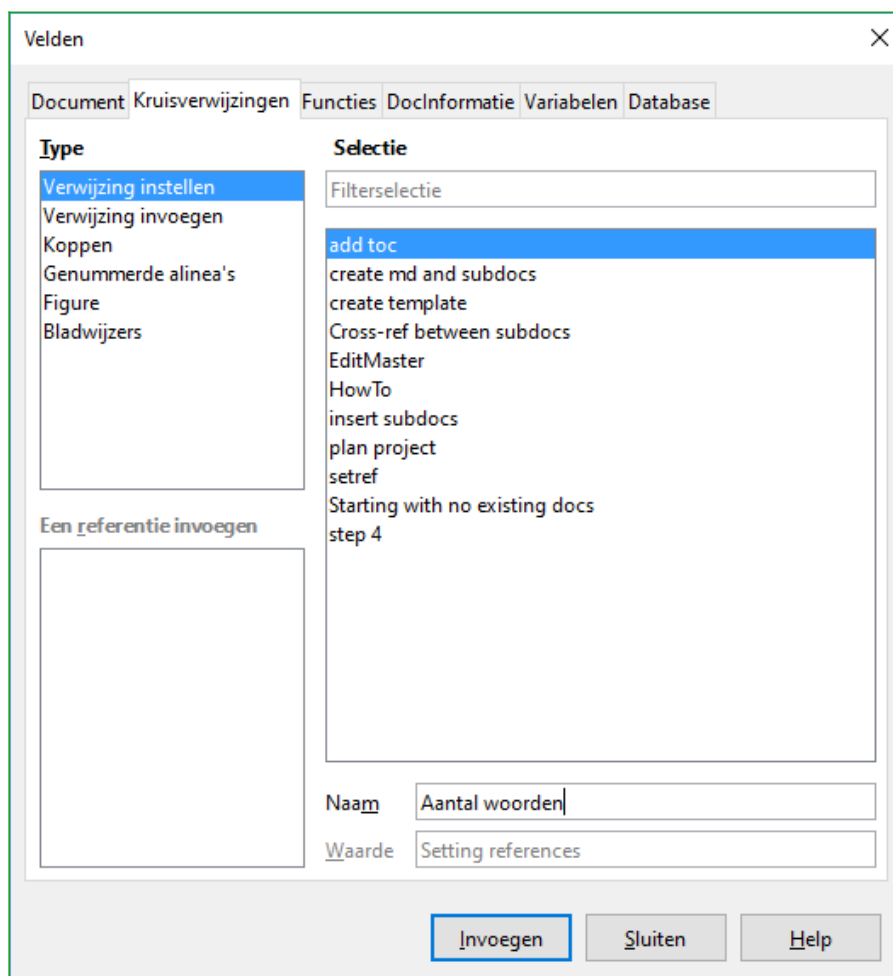 Velden
Document Kruisverwijzingen Functies DocInformatie Variabelen Database
Type
Verwijzing instellen
Verwijzing invoegen
Koppen
Genummerde alinea's
Figure
Bladwijzers
Een referentie invoegen
Selectie
Filterselectie
add toc
create md and subdocs
create template
Cross-ref between subdocs
EditMaster
HowTo
insert subdocs
plan project
setref
Starting with no existing docs
step 4
Naam Aantal woorden
Waarde Setting references
Invoegen Sluiten Help